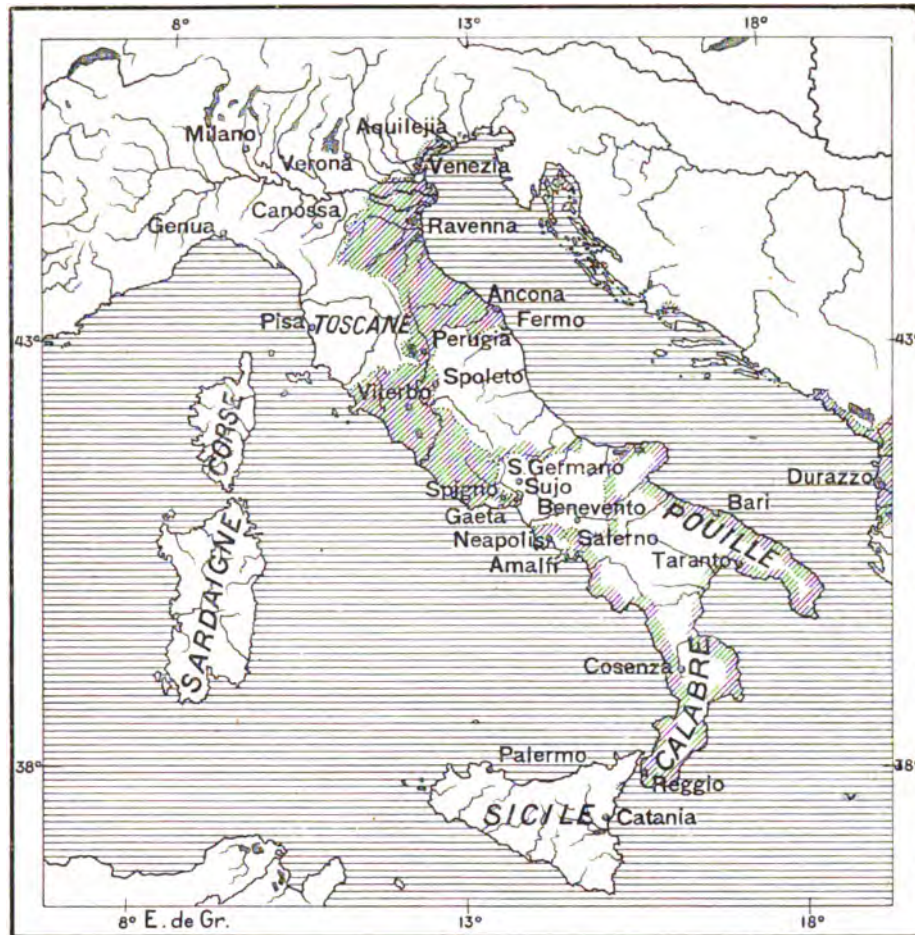 8° 13° 18°
Milano
Aquilejia
Verona
Venezia
Canossa
Genua
Ravenna
Ancona
Pisa
TOSCANE
Fermo
43°
43°
Perugia
Spoleto
Viterbo
CORSE
S. Germano
Durazzo
Spigno
Sujo
Gaeta
Benevento
Bari
Neapolis
Salerno
POUILLE
Amalfi
Taranto
SARDAIGNE
Cosenza
CALABRE
38°
Palermo
38°
Reggio
SICILE
Catania
8° E. de Gr. 13° 18°